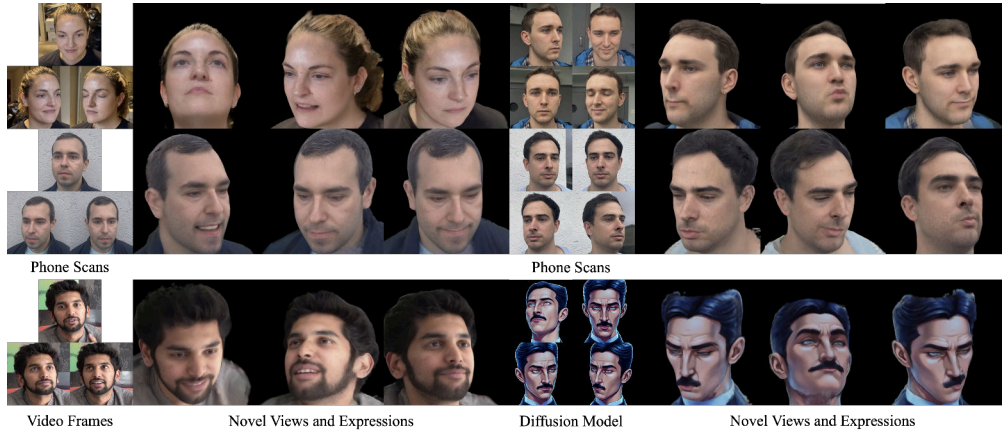 Phone Scans
Phone Scans
Video Frames
Novel Views and Expressions
Diffusion Model
Novel Views and Expressions